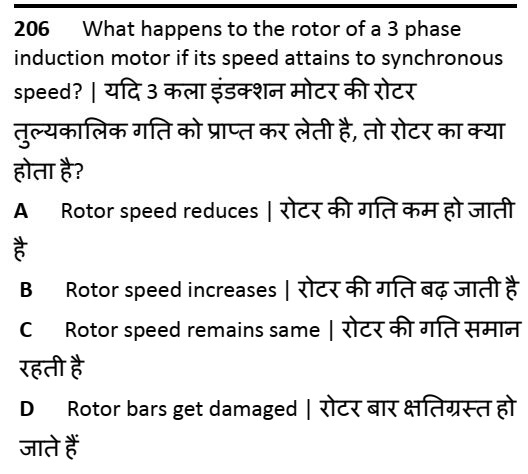 206 What happens to the rotor of a 3 phase
induction motor if its speed attains to synchronous
speed? | यदि 3 कला इंडक्शन मोटर की रोटर
तुल्यकालिक गति को प्राप्त कर लेती है, तो रोटर का क्या
होता है?
A Rotor speed reduces | रोटर की गति कम हो जाती
है
B Rotor speed increases | रोटर की गति बढ़ जाती है
C Rotor speed remains same | रोटर की गति समान
रहती है
D Rotor bars get damaged | रोटर बार क्षतिग्रस्त हो
जाते हैं